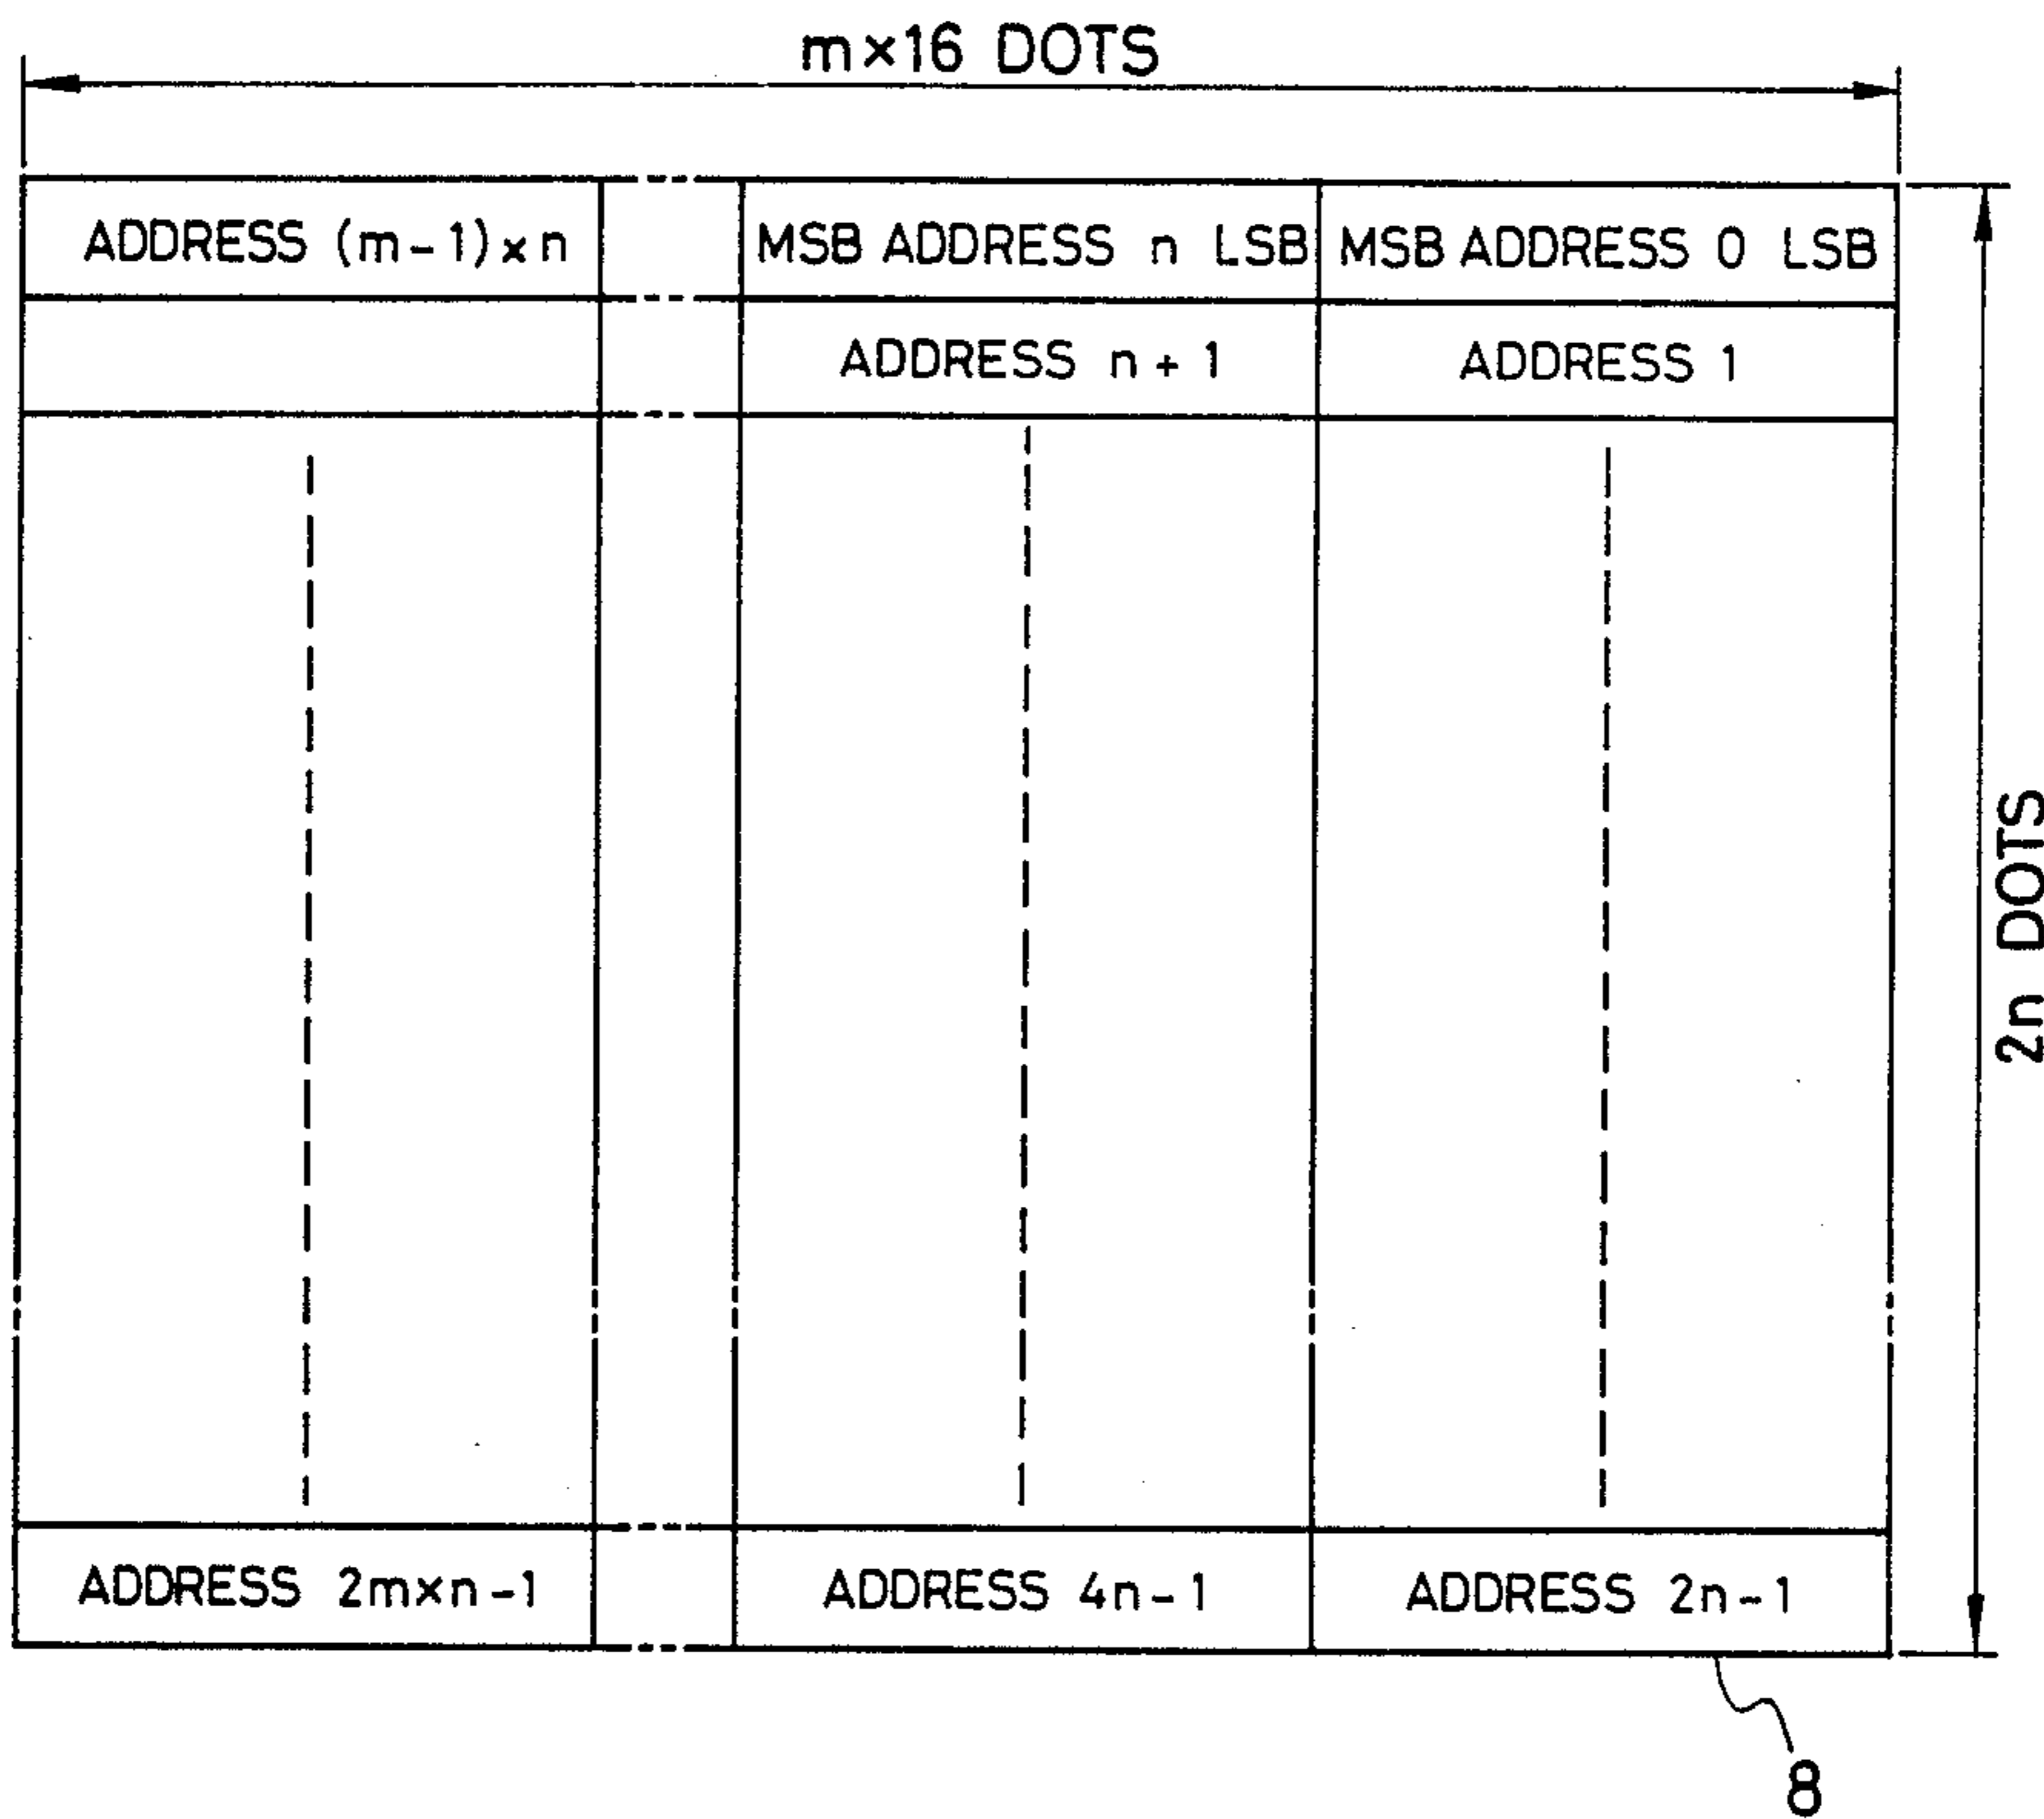 m×16 DOTS
ADDRESS (m-1)×n
MSB ADDRESS n LSB
MSB ADDRESS 0 LSB
ADDRESS n+1
ADDRESS 1
2n DOTS
ADDRESS 2m×n-1
ADDRESS 4n-1
ADDRESS 2n-1
8